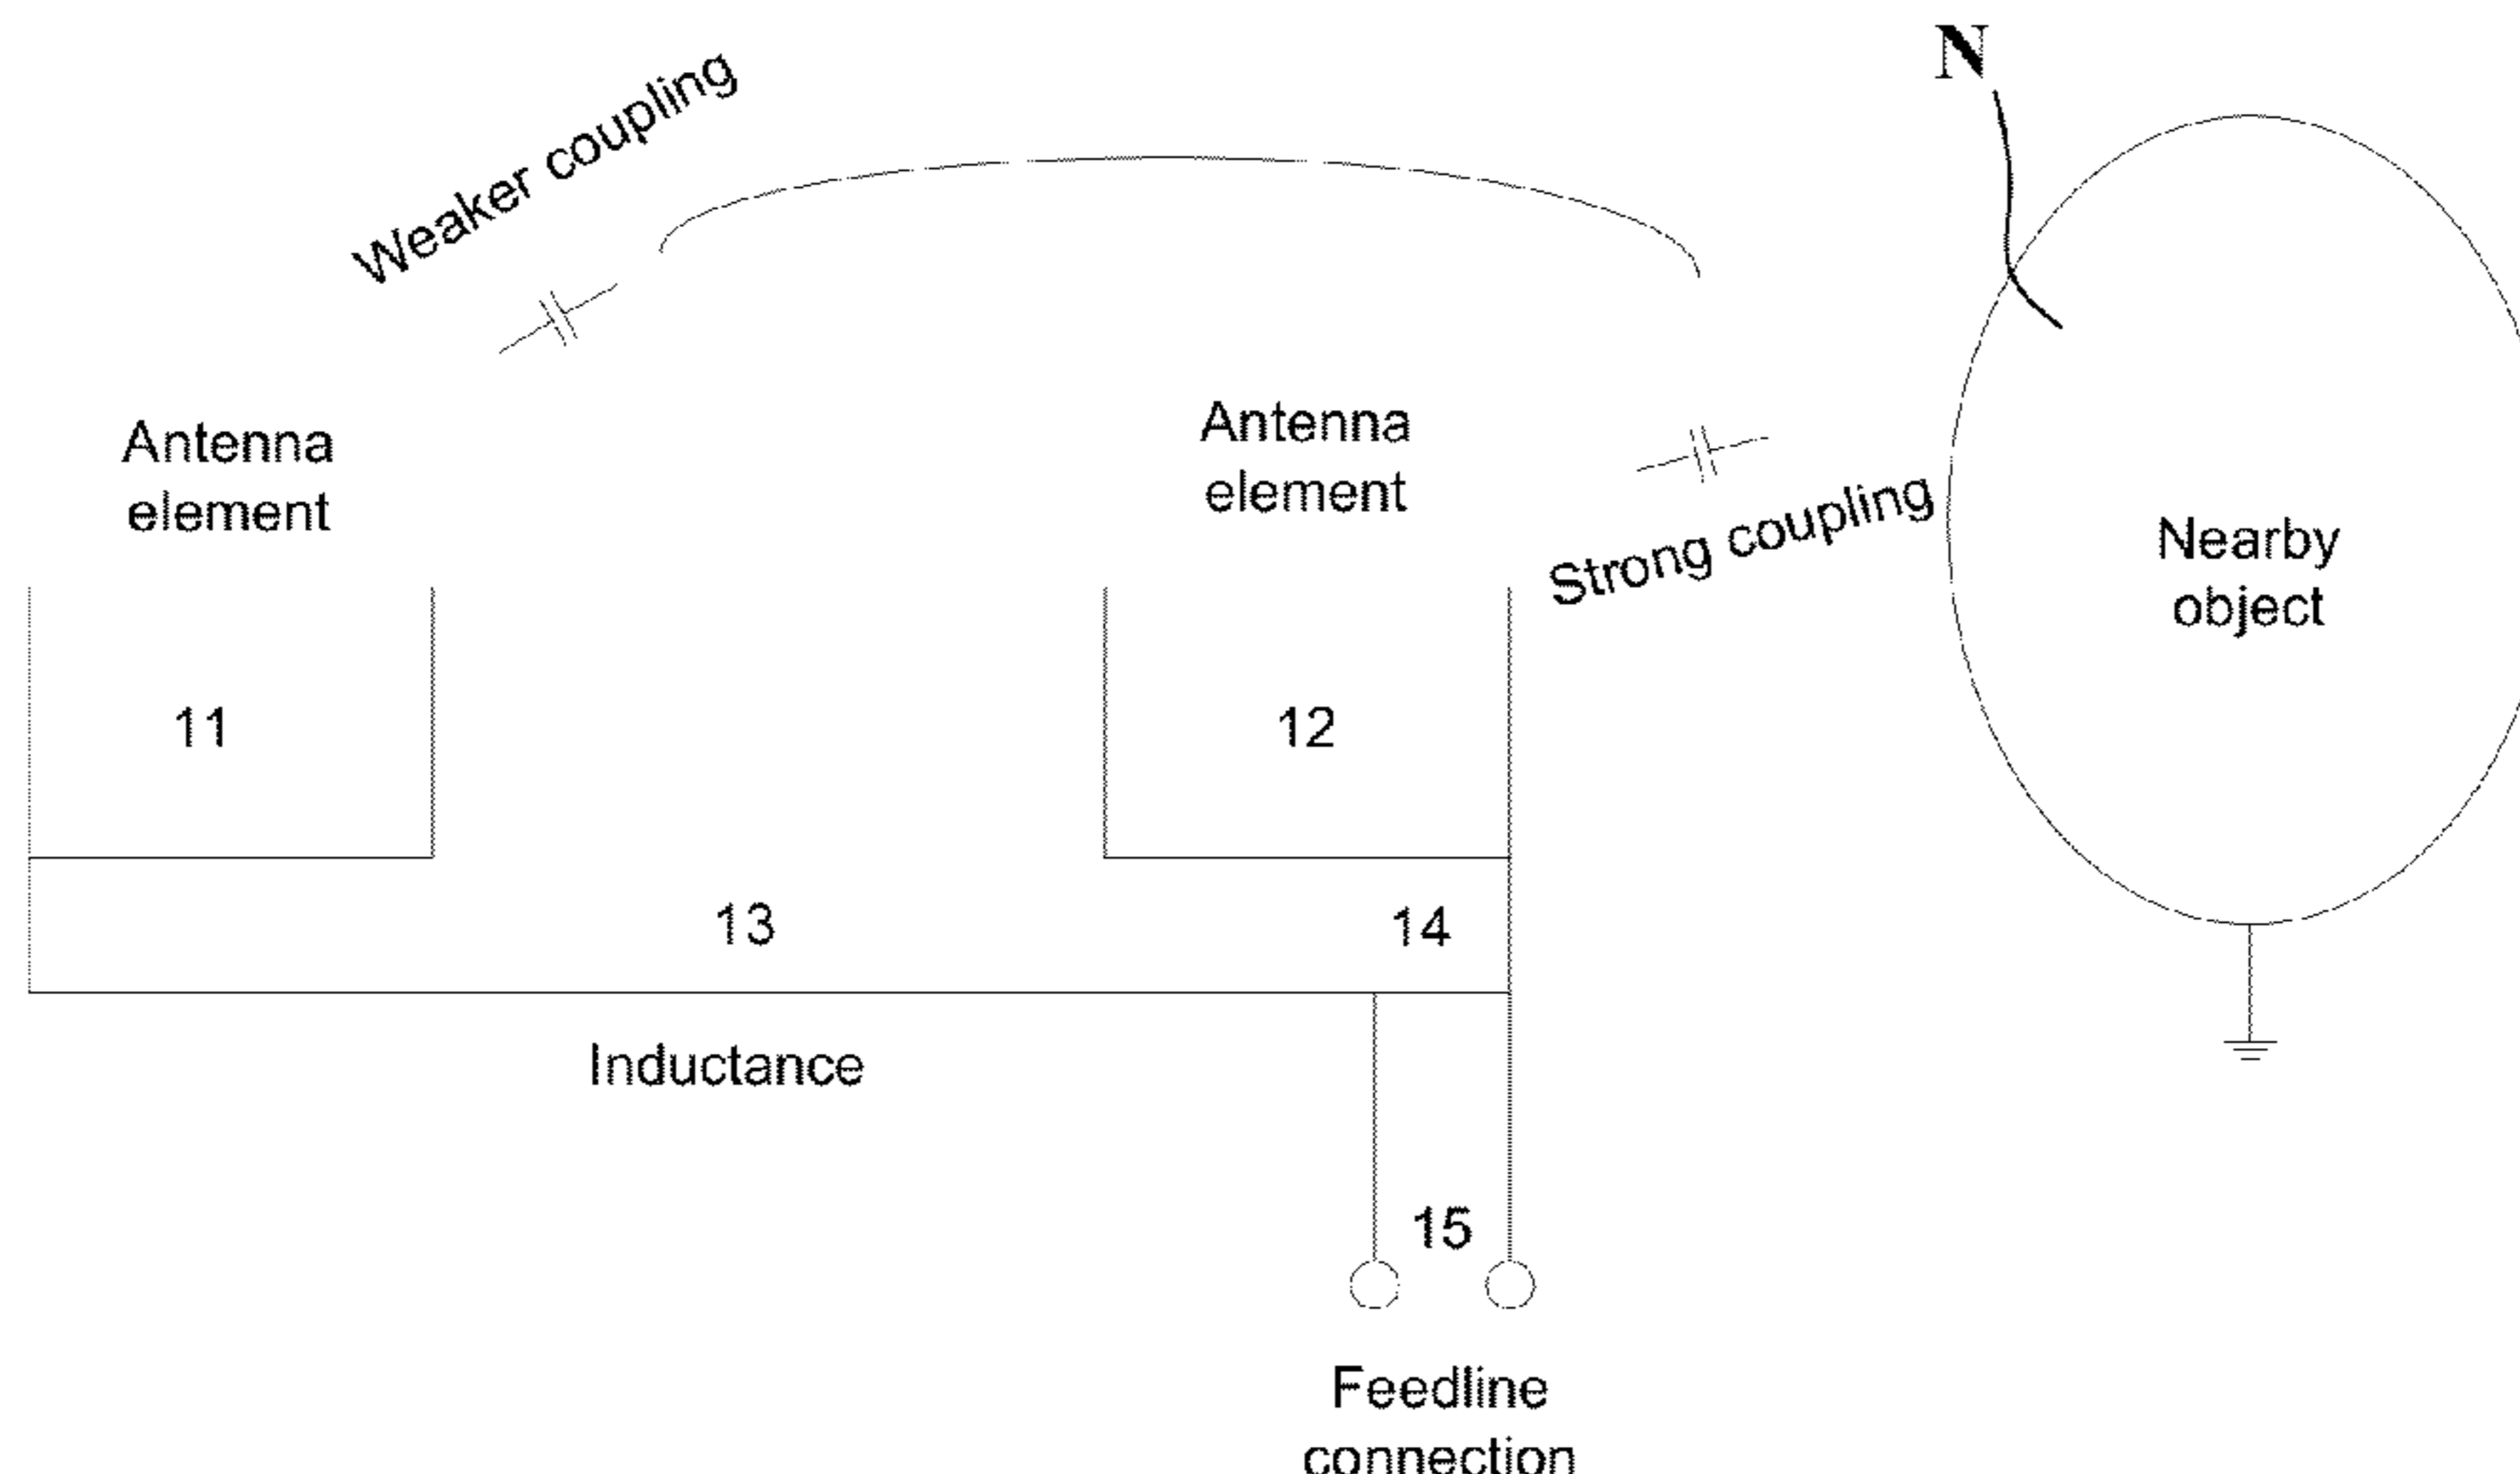 N
Weaker coupling
Antenna
element
Antenna
element
Strong coupling
Nearby
object
11
12
13
14
Inductance
15
Feedline
connection